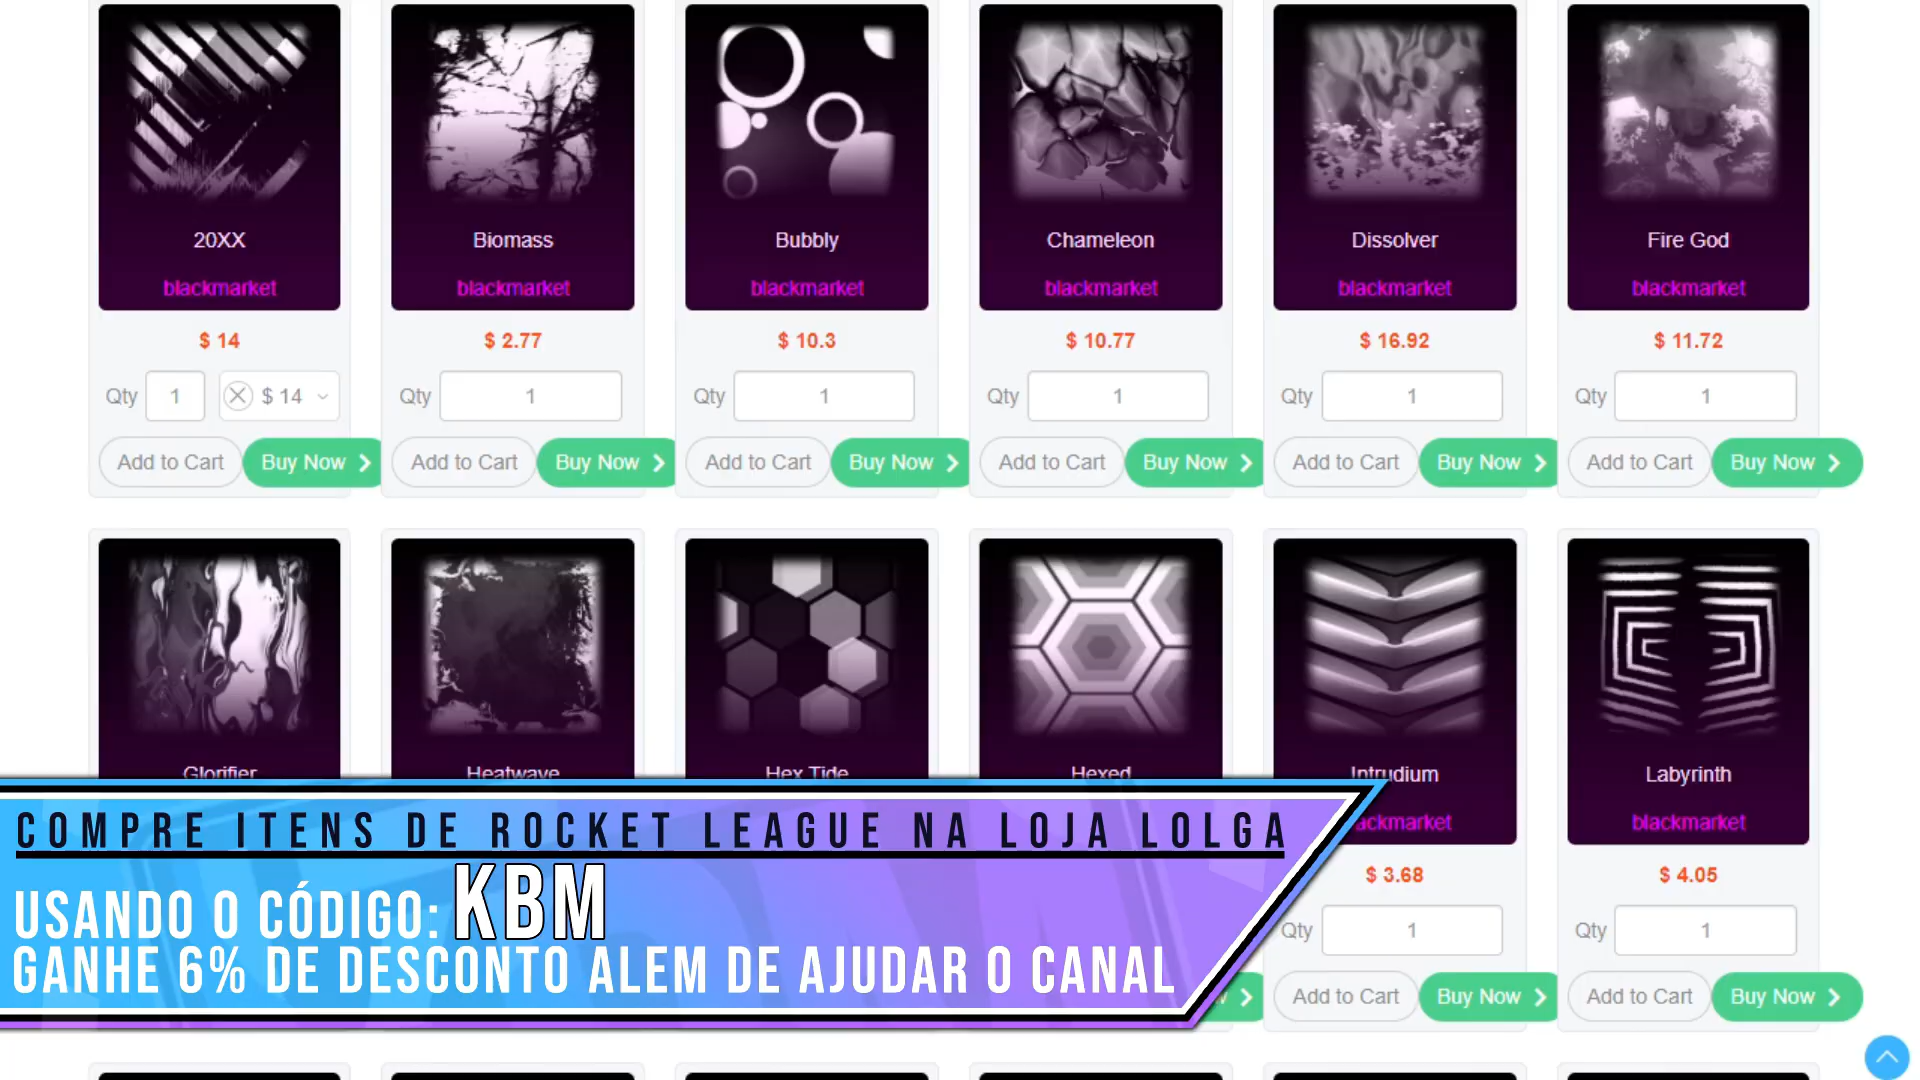 20XX Biomass Bubbly Chameleon Dissolver Fire God
blackmarket blackmarket blackmarket blackmarket blackmarket blackmarket
$ 14 $ 2.77 $ 10.3 $ 10.77 $ 16.92 $ 11.72
Qty 1 $ 14 Qty 1 Qty 1 Qty 1 Qty 1 Qty 1
Add to Cart Buy Now Add to Cart Buy Now Add to Cart Buy Now Add to Cart Buy Now Add to Cart Buy Now Add to Cart Buy Now
Glorifier Heatwave Hex Tide Hexed Intrudium Labyrinth
blackmarket
COMPRE ITENS DE ROCKET LEAGUE NA LOJA LOLGA
$ 3.68 $ 4.05
USANDO O CÓDIGO: KBM
Qty 1 Qty 1
GANHE 6% DE DESCONTO ALEM DE AJUDAR O CANAL
Add to Cart Buy Now Add to Cart Buy Now